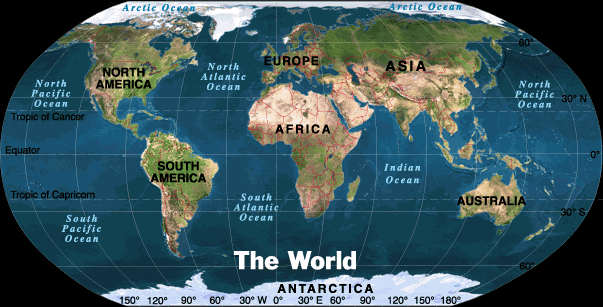 Arctic Ocean
Arctic Ocean
60°
EUROPE
ASIA
NORTH
AMERICA
North
Atlantic
Ocean
North
Pacific
Ocean
North
Pacific
Ocean
30° N
Tropic of Cancer
AFRICA
Equator
0°
SOUTH
AMERICA
Indian
Ocean
Tropic of Capricorn
AUSTRALIA
South
Atlantic
Ocean
30° S
South
Pacific
Ocean
The World
60°
ANTARCTICA
150° 120° 90° 60° 30° W 0° 30° E 60° 90° 120° 150° 180°